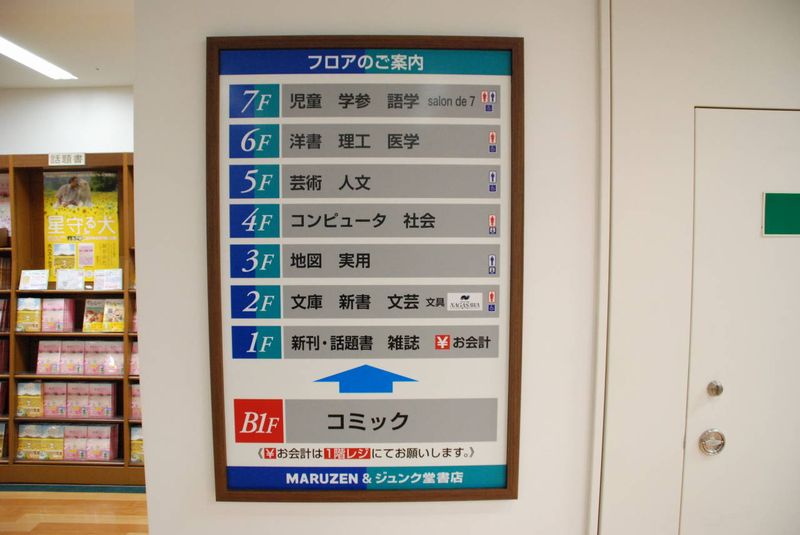 フロアのご案内
7F 児童 学参 語学 salon de 7
6F 洋書 理工 医学
5F 芸術 人文
4F コンピュータ 社会
3F 地図 実用
2F 文庫 新書 文芸 文具 NAGASAWA
1F 新刊・話題書 雑誌 ¥お会計
B1F コミック
《¥お会計は1階レジにてお願いします。》
MARUZEN & ジュンク堂書店
話題書
星守る犬